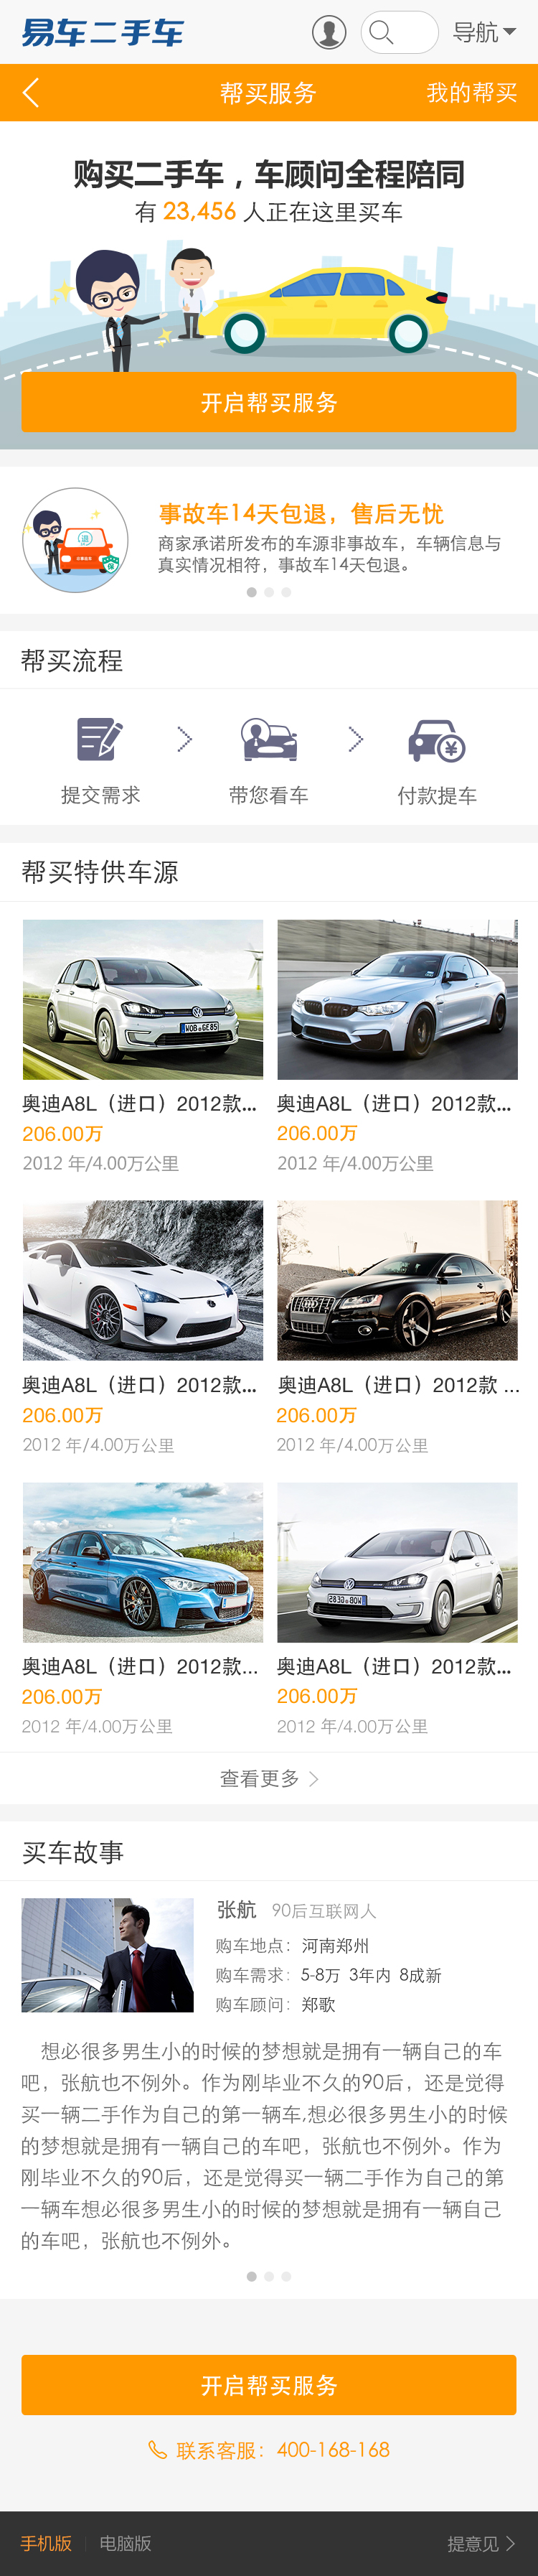 易车二手车
导航
帮买服务
我的帮买
购买二手车，车顾问全程陪同
有 23,456 人正在这里买车
开启帮买服务
事故车14天包退，售后无忧
商家承诺所发布的车源非事故车，车辆信息与
真实情况相符，事故车14天包退。
帮买流程
提交需求
带您看车
付款提车
帮买特供车源
奥迪A8L（进口）2012款...
206.00万
2012 年/4.00万公里
奥迪A8L（进口）2012款...
206.00万
2012 年/4.00万公里
奥迪A8L（进口）2012款...
206.00万
2012 年/4.00万公里
奥迪A8L（进口）2012款 ...
206.00万
2012 年/4.00万公里
奥迪A8L（进口）2012款...
206.00万
2012 年/4.00万公里
奥迪A8L（进口）2012款...
206.00万
2012 年/4.00万公里
查看更多
买车故事
张航 90后互联网人
购车地点：河南郑州
购车需求：5-8万 3年内 8成新
购车顾问：郑歌
想必很多男生小的时候的梦想就是拥有一辆自己的车
吧，张航也不例外。作为刚毕业不久的90后，还是觉得
买一辆二手作为自己的第一辆车,想必很多男生小的时候
的梦想就是拥有一辆自己的车吧，张航也不例外。作为
刚毕业不久的90后，还是觉得买一辆二手作为自己的第
一辆车想必很多男生小的时候的梦想就是拥有一辆自己
的车吧，张航也不例外。
开启帮买服务
联系客服：400-168-168
手机版
电脑版
提意见